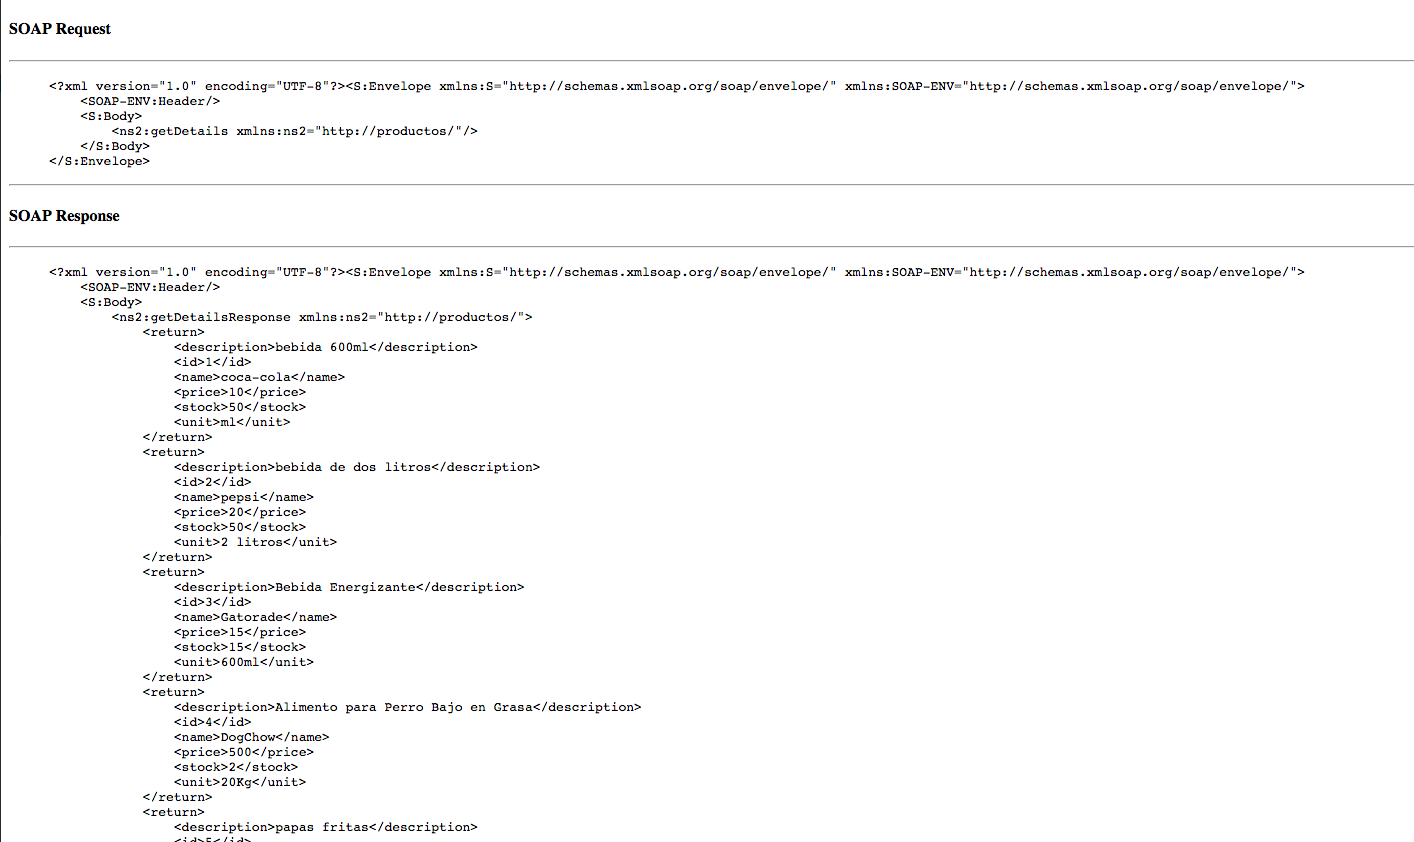 SOAP Request
<?xml version="1.0" encoding="UTF-8"?><S:Envelope xmlns:S="http://schemas.xmlsoap.org/soap/envelope/" xmlns:SOAP-ENV="http://schemas.xmlsoap.org/soap/envelope/">
    <SOAP-ENV:Header/>
    <S:Body>
        <ns2:getDetails xmlns:ns2="http://productos/"/>
    </S:Body>
</S:Envelope>
SOAP Response
<?xml version="1.0" encoding="UTF-8"?><S:Envelope xmlns:S="http://schemas.xmlsoap.org/soap/envelope/" xmlns:SOAP-ENV="http://schemas.xmlsoap.org/soap/envelope/">
    <SOAP-ENV:Header/>
    <S:Body>
        <ns2:getDetailsResponse xmlns:ns2="http://productos/">
            <return>
                <description>bebida 600ml</description>
                <id>1</id>
                <name>coca-cola</name>
                <price>10</price>
                <stock>50</stock>
                <unit>ml</unit>
            </return>
            <return>
                <description>bebida de dos litros</description>
                <id>2</id>
                <name>pepsi</name>
                <price>20</price>
                <stock>50</stock>
                <unit>2 litros</unit>
            </return>
            <return>
                <description>Bebida Energizante</description>
                <id>3</id>
                <name>Gatorade</name>
                <price>15</price>
                <stock>15</stock>
                <unit>600ml</unit>
            </return>
            <return>
                <description>Alimento para Perro Bajo en Grasa</description>
                <id>4</id>
                <name>DogChow</name>
                <price>500</price>
                <stock>2</stock>
                <unit>20Kg</unit>
            </return>
            <return>
                <description>papas fritas</description>
                <id>5</id>